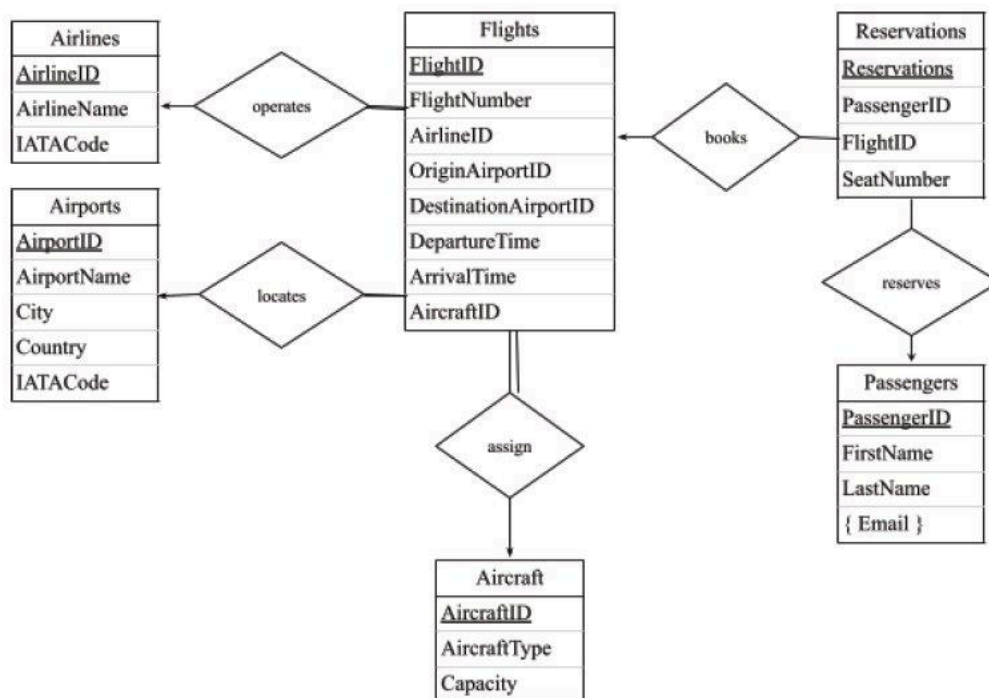 Airlines
AirlineID
AirlineName
IATACode
operates
Flights
FlightID
FlightNumber
AirlineID
OriginAirportID
DestinationAirportID
DepartureTime
ArrivalTime
AircraftID
books
Reservations
Reservations
PassengerID
FlightID
SeatNumber
Airports
AirportID
AirportName
City
Country
IATACode
locates
reserves
Passengers
PassengerID
FirstName
LastName
{ Email }
assign
Aircraft
AircraftID
AircraftType
Capacity